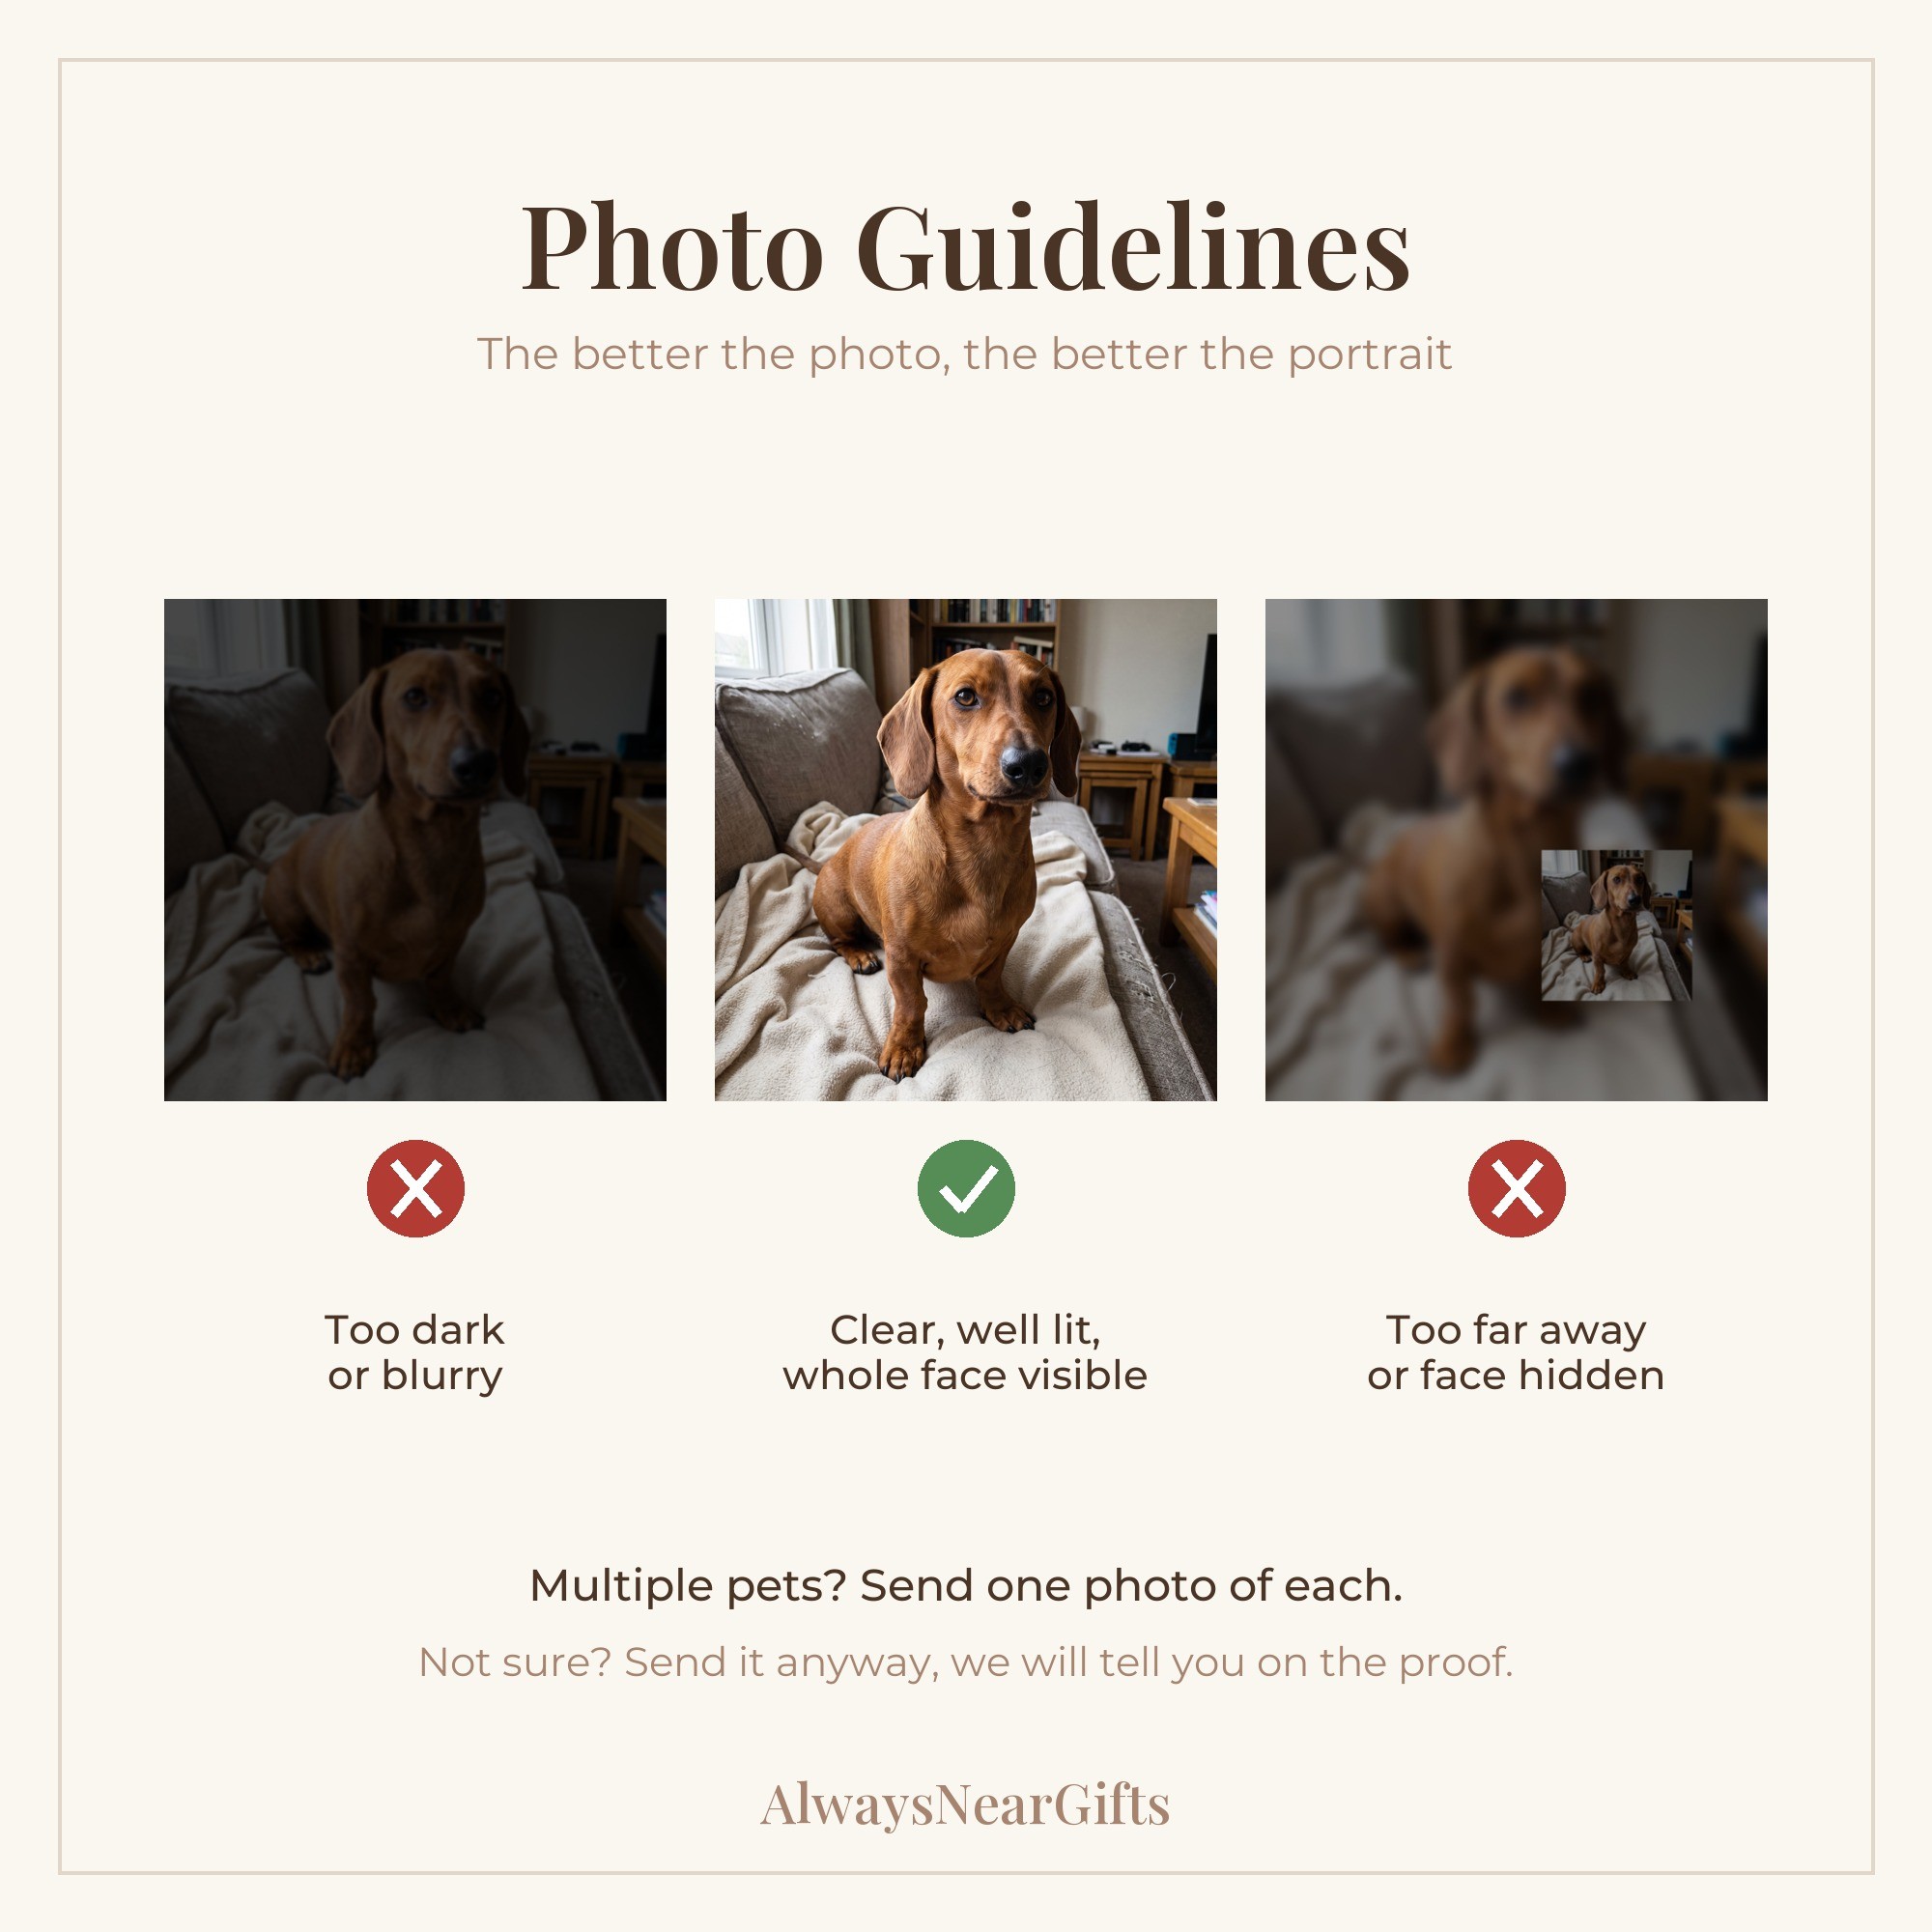 Photo Guidelines
The better the photo, the better the portrait
Too dark
or blurry
Clear, well lit,
whole face visible
Too far away
or face hidden
Multiple pets? Send one photo of each.
Not sure? Send it anyway, we will tell you on the proof.
AlwaysNearGifts